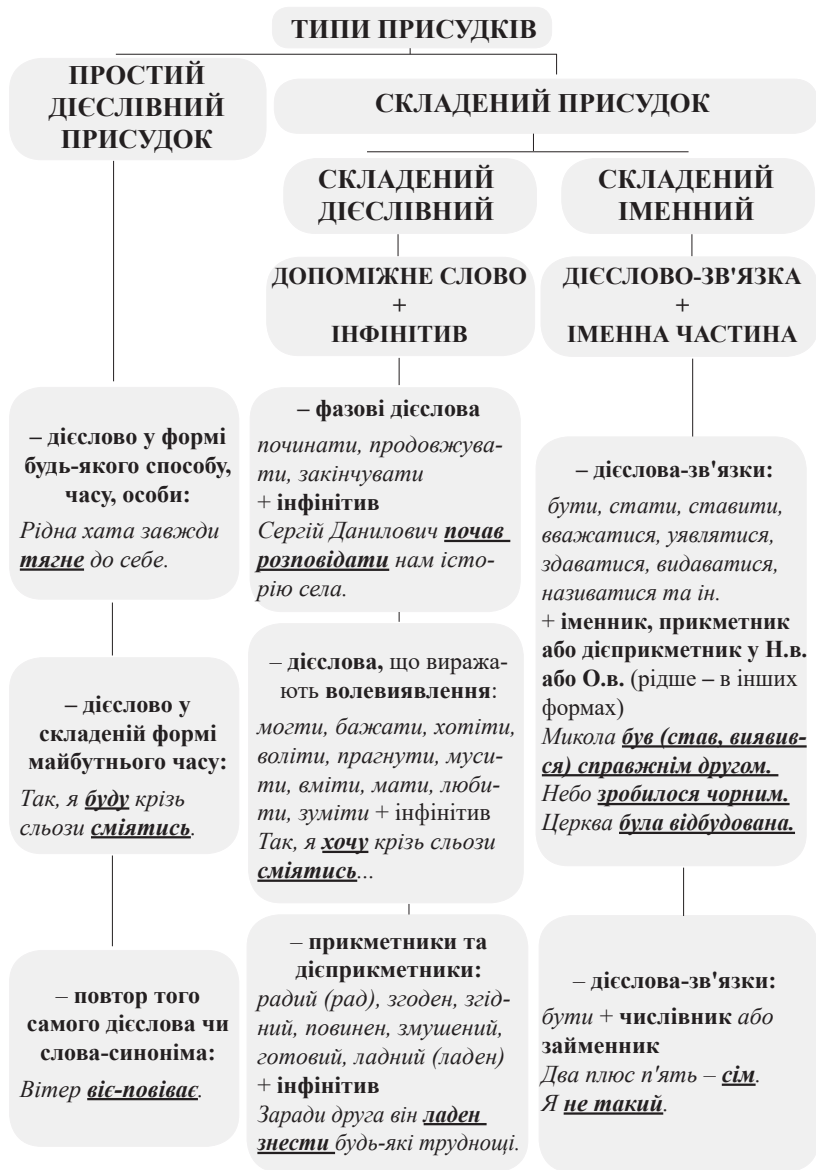 ТИПИ ПРИСУДКІВ
ПРОСТИЙ
ДІЄСЛІВНИЙ
ПРИСУДОК
СКЛАДЕНИЙ ПРИСУДОК
СКЛАДЕНИЙ
ДІЄСЛІВНИЙ
СКЛАДЕНИЙ
ІМЕННИЙ
ДОПОМІЖНЕ СЛОВО
+
ІНФІНІТИВ
ДІЄСЛОВО-ЗВ'ЯЗКА
+
ІМЕННА ЧАСТИНА
– дієслово у формі
будь-якого способу,
часу, особи:
Рідна хата завжди
тягне до себе.
– дієслово у
складеній формі
майбутнього часу:
Так, я буду крізь
сльози сміятись.
– повтор того
самого дієслова чи
слова-синоніма:
Вітер віє-повіває.
– фазові дієслова
починати, продовжува-
ти, закінчувати
+ інфінітив
Сергій Данилович почав
розповідати нам істо-
рію села.
– дієслова, що виража-
ють волевиявлення:
могти, бажати, хотіти,
воліти, прагнути, муси-
ти, вміти, мати, люби-
ти, зуміти + інфінітив
Так, я хочу крізь сльози
сміятись...
– прикметники та
дієприкметники:
радий (рад), згоден, згід-
ний, повинен, змушений,
готовий, ладний (ладен)
+ інфінітив
Заради друга він ладен
знести будь-які труднощі.
– дієслова-зв'язки:
бути, стати, ставити,
вважатися, уявлятися,
здаватися, видаватися,
називатися та ін.
+ іменник, прикметник
або дієприкметник у Н.в.
або О.в. (рідше – в інших
формах)
Микола був (став, виявив-
ся) справжнім другом.
Небо зробилося чорним.
Церква була відбудована.
– дієслова-зв'язки:
бути + числівник або
займенник
Два плюс п'ять – сім.
Я не такий.